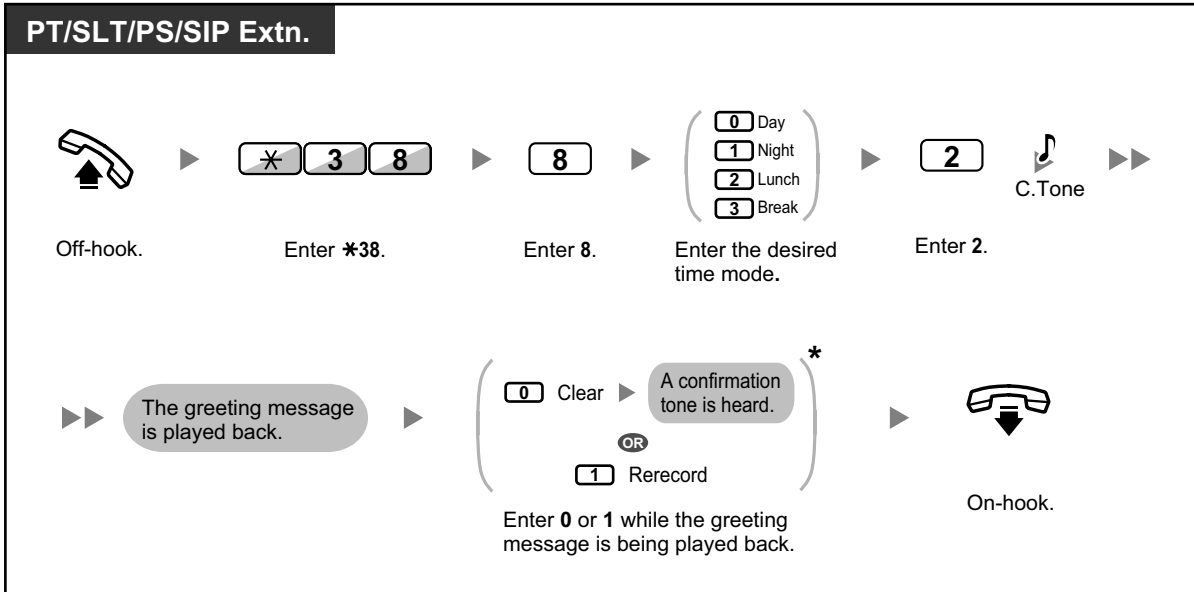 PT/SLT/PS/SIP Extn.
✳ 3 8
8
0 Day
1 Night
2 Lunch
3 Break
2
C.Tone
Off-hook.
Enter ✳38.
Enter 8.
Enter the desired
time mode.
Enter 2.
The greeting message
is played back.
0 Clear
A confirmation
tone is heard.
*
OR
1 Rerecord
Enter 0 or 1 while the greeting
message is being played back.
On-hook.